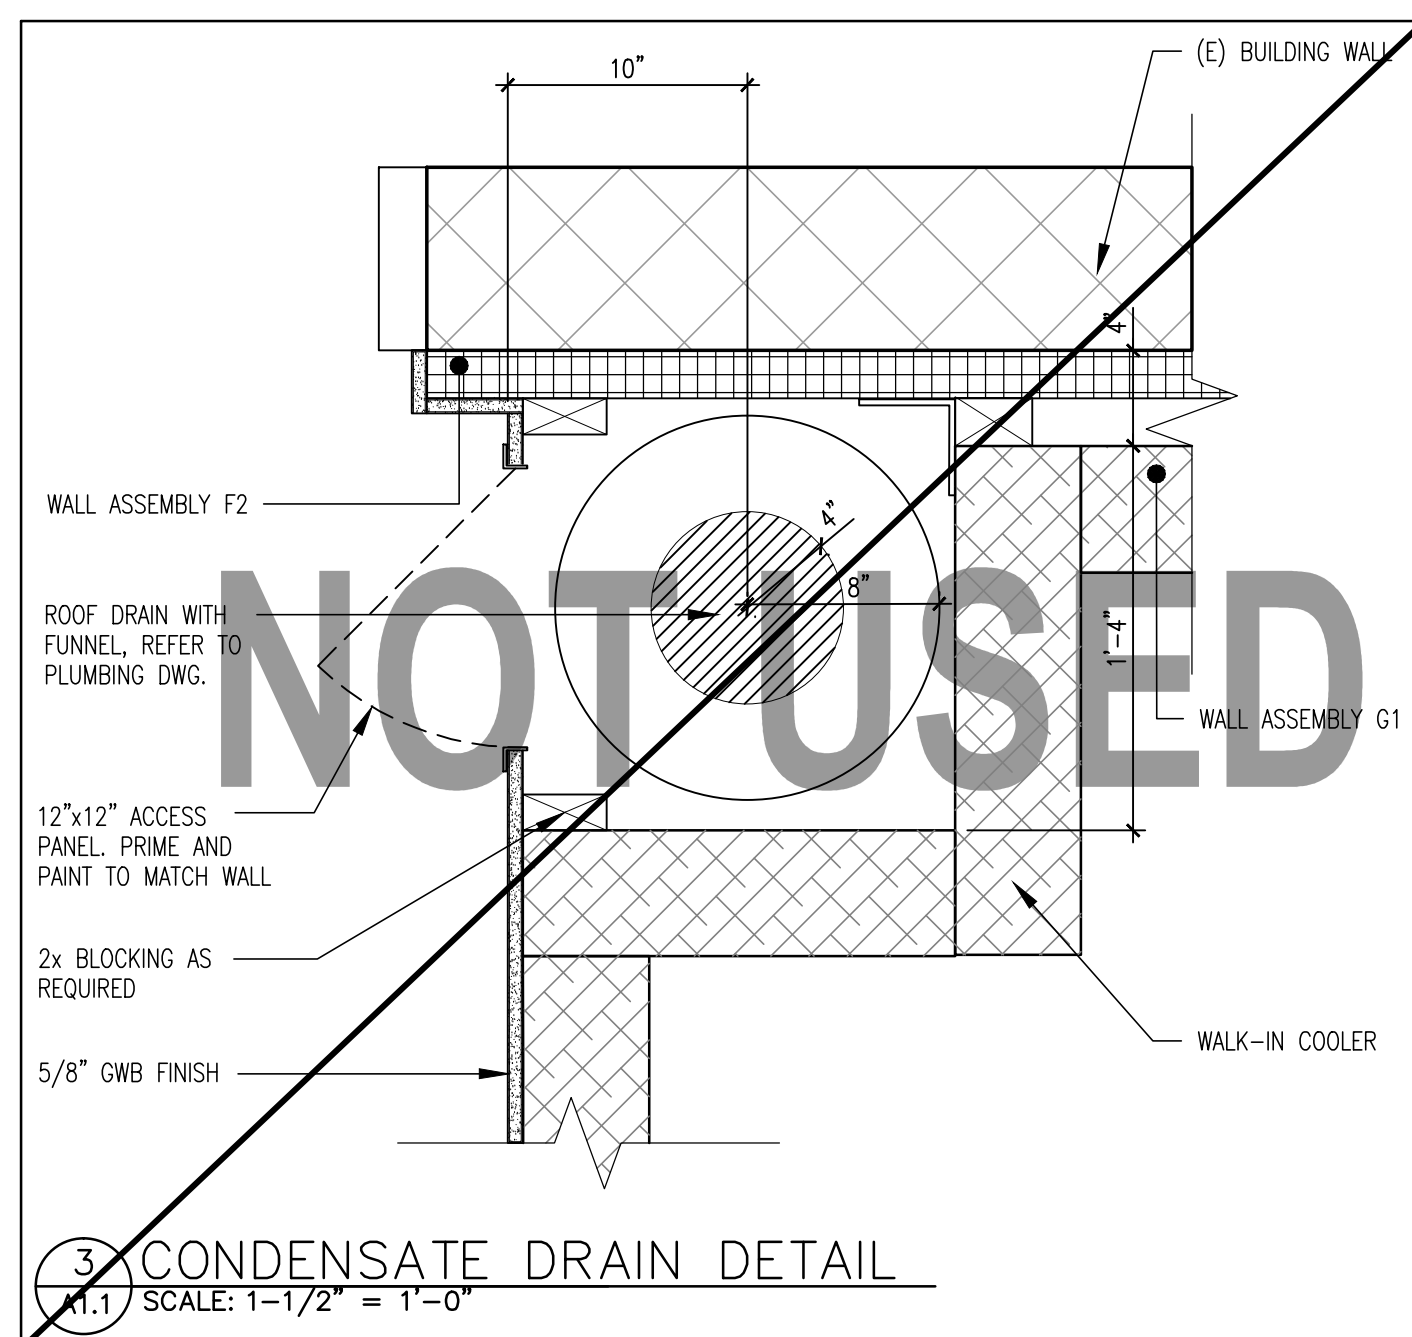 10”
(E) BUILDING WALL
4”
WALL ASSEMBLY F2
4”
8”
ROOF DRAIN WITH
FUNNEL, REFER TO
PLUMBING DWG.
1’-4”
NOT USED
WALL ASSEMBLY G1
12”x12” ACCESS
PANEL. PRIME AND
PAINT TO MATCH WALL
2x BLOCKING AS
REQUIRED
WALK-IN COOLER
5/8” GWB FINISH
3
CONDENSATE DRAIN DETAIL
A1.1
SCALE: 1-1/2” = 1’-0”